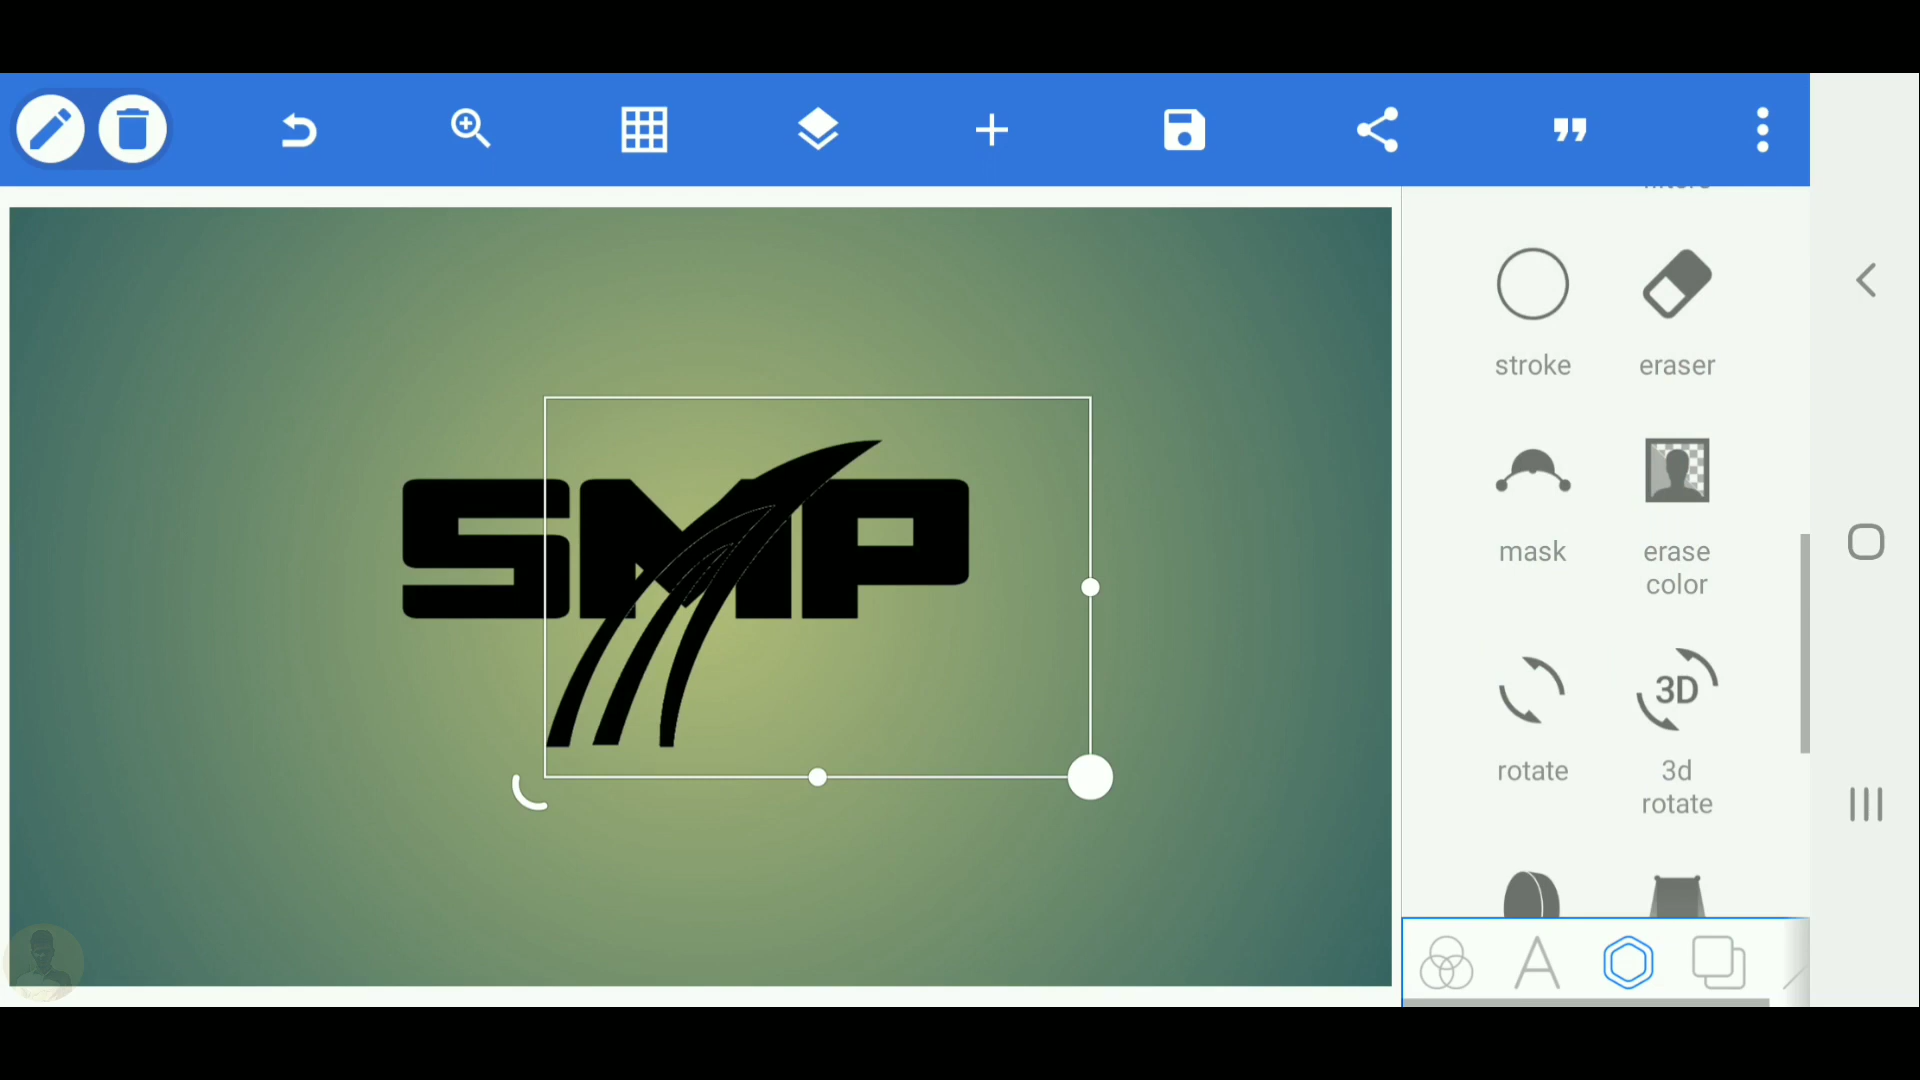 stroke
eraser
SMP
mask
erase
color
3D
rotate
3d
rotate